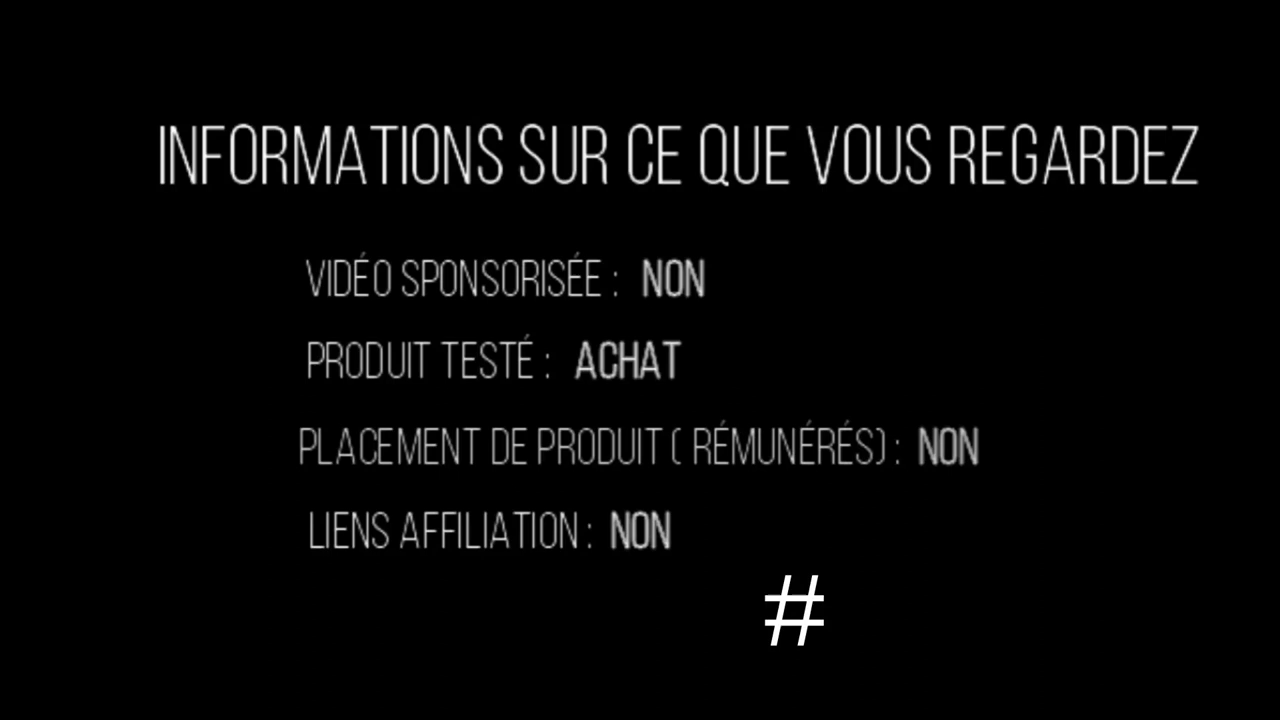 INFORMATIONS SUR CE QUE VOUS REGARDEZ
VIDÉO SPONSORISÉE : NON
PRODUIT TESTÉ : ACHAT
PLACEMENT DE PRODUIT ( RÉMUNÉRÉS) : NON
LIENS AFFILIATION : NON
#